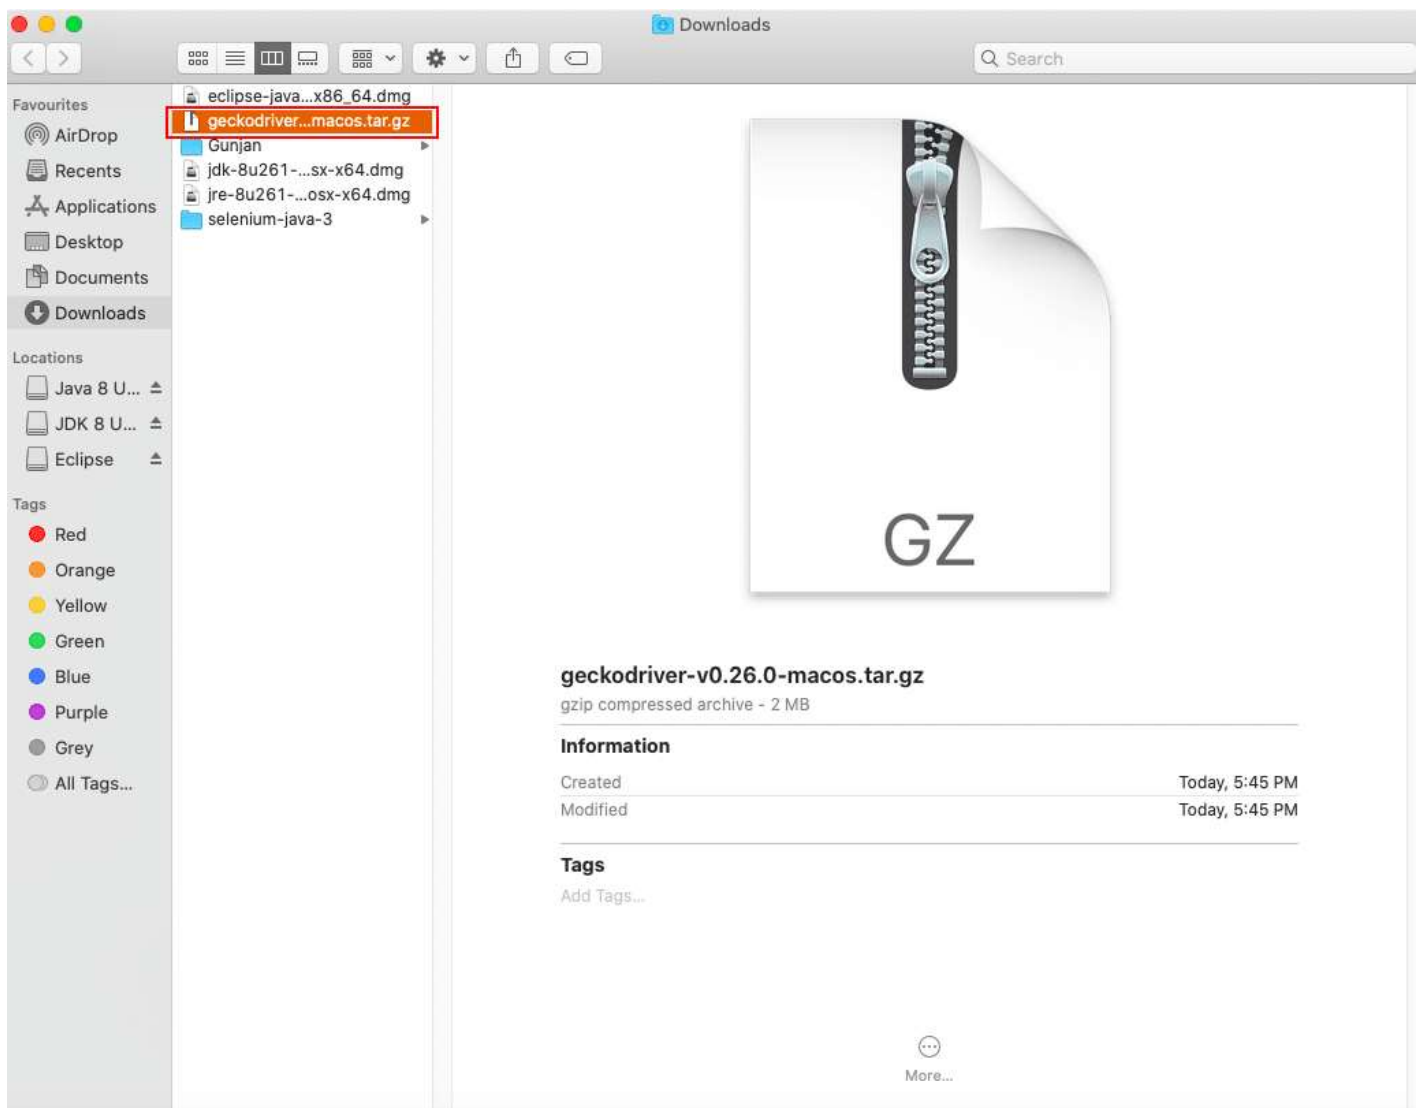 Downloads
Search
Favourites
AirDrop
Recents
Applications
Desktop
Documents
Downloads
Locations
Java 8 U...
JDK 8 U...
Eclipse
Tags
Red
Orange
Yellow
Green
Blue
Purple
Grey
All Tags...
eclipse-java...x86_64.dmg
geckodriver...macos.tar.gz
Gunjan
jdk-8u261-...sx-x64.dmg
jre-8u261-...osx-x64.dmg
selenium-java-3
GZ
geckodriver-v0.26.0-macos.tar.gz
gzip compressed archive - 2 MB
Information
Created Today, 5:45 PM
Modified Today, 5:45 PM
Tags
Add Tags...
More...